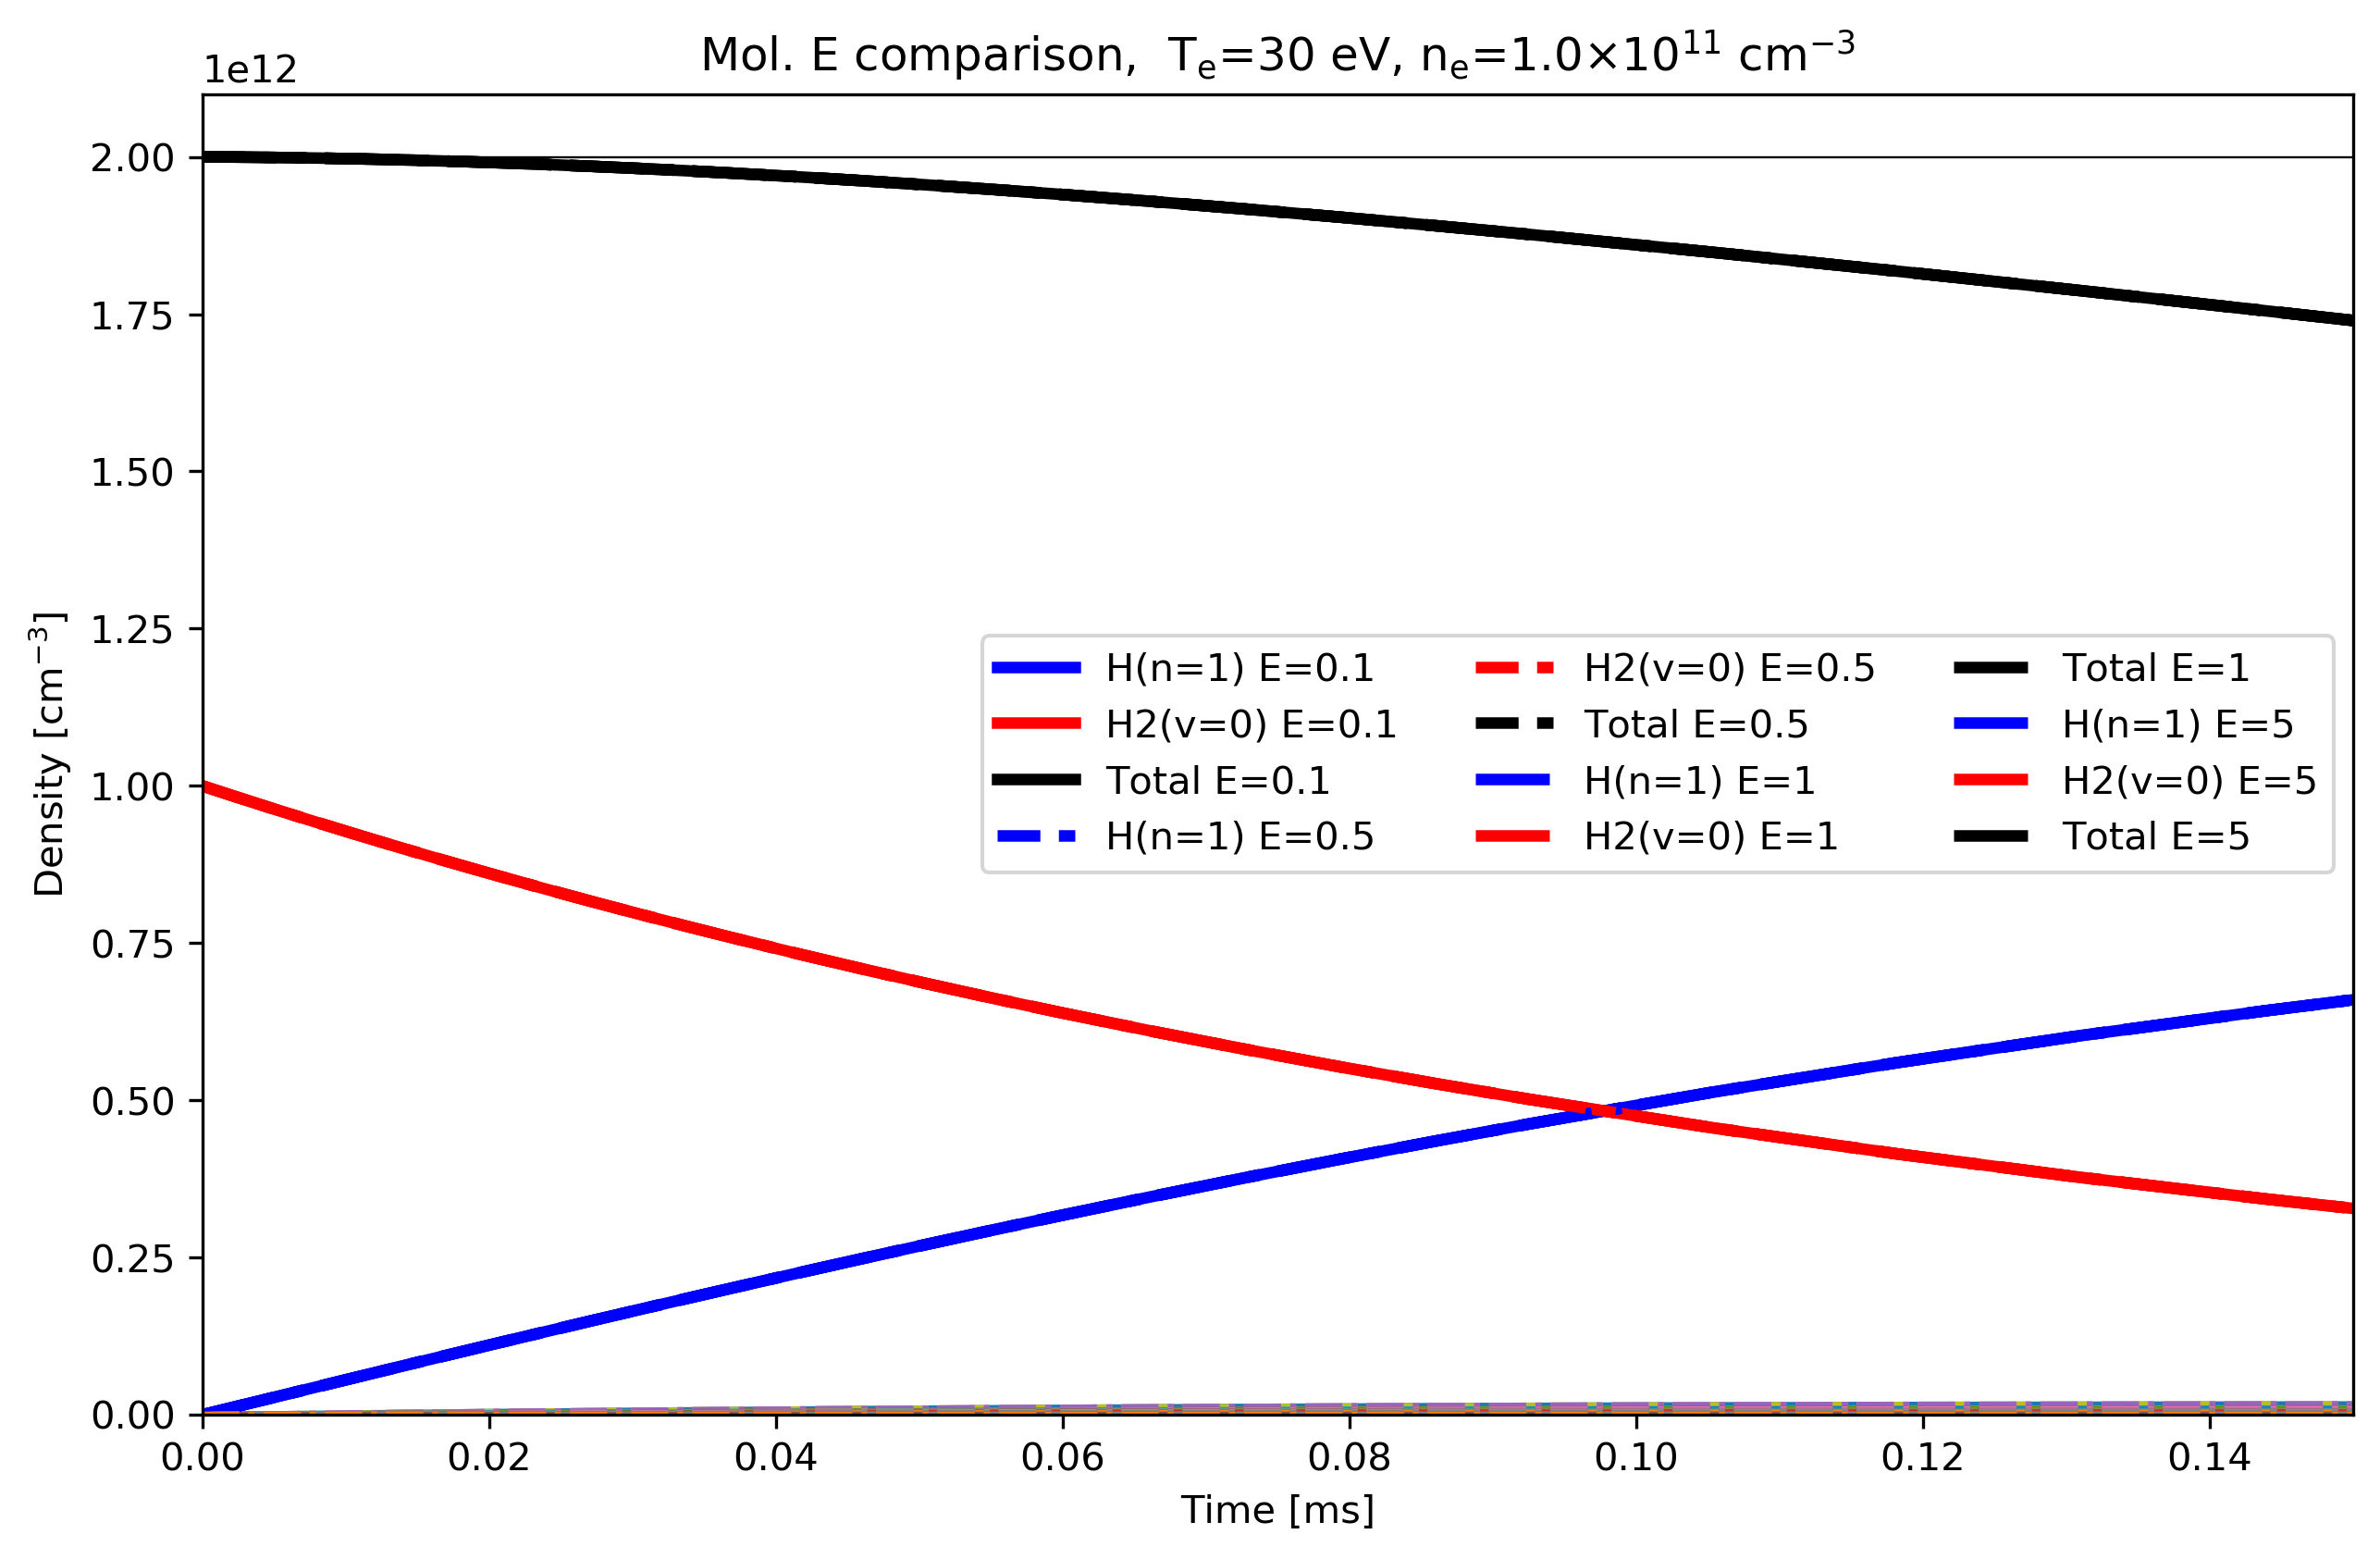 Mol. E comparison, Tₑ=30 eV, nₑ=1.0×10¹¹ cm⁻³
1e12
2.00
1.75
1.50
1.25
1.00
0.75
0.50
0.25
0.00
Density [cm⁻³]
H(n=1) E=0.1
H2(v=0) E=0.1
Total E=0.1
H(n=1) E=0.5
H2(v=0) E=0.5
Total E=0.5
H(n=1) E=1
H2(v=0) E=1
Total E=1
H(n=1) E=5
H2(v=0) E=5
Total E=5
0.00 0.02 0.04 0.06 0.08 0.10 0.12 0.14
Time [ms]